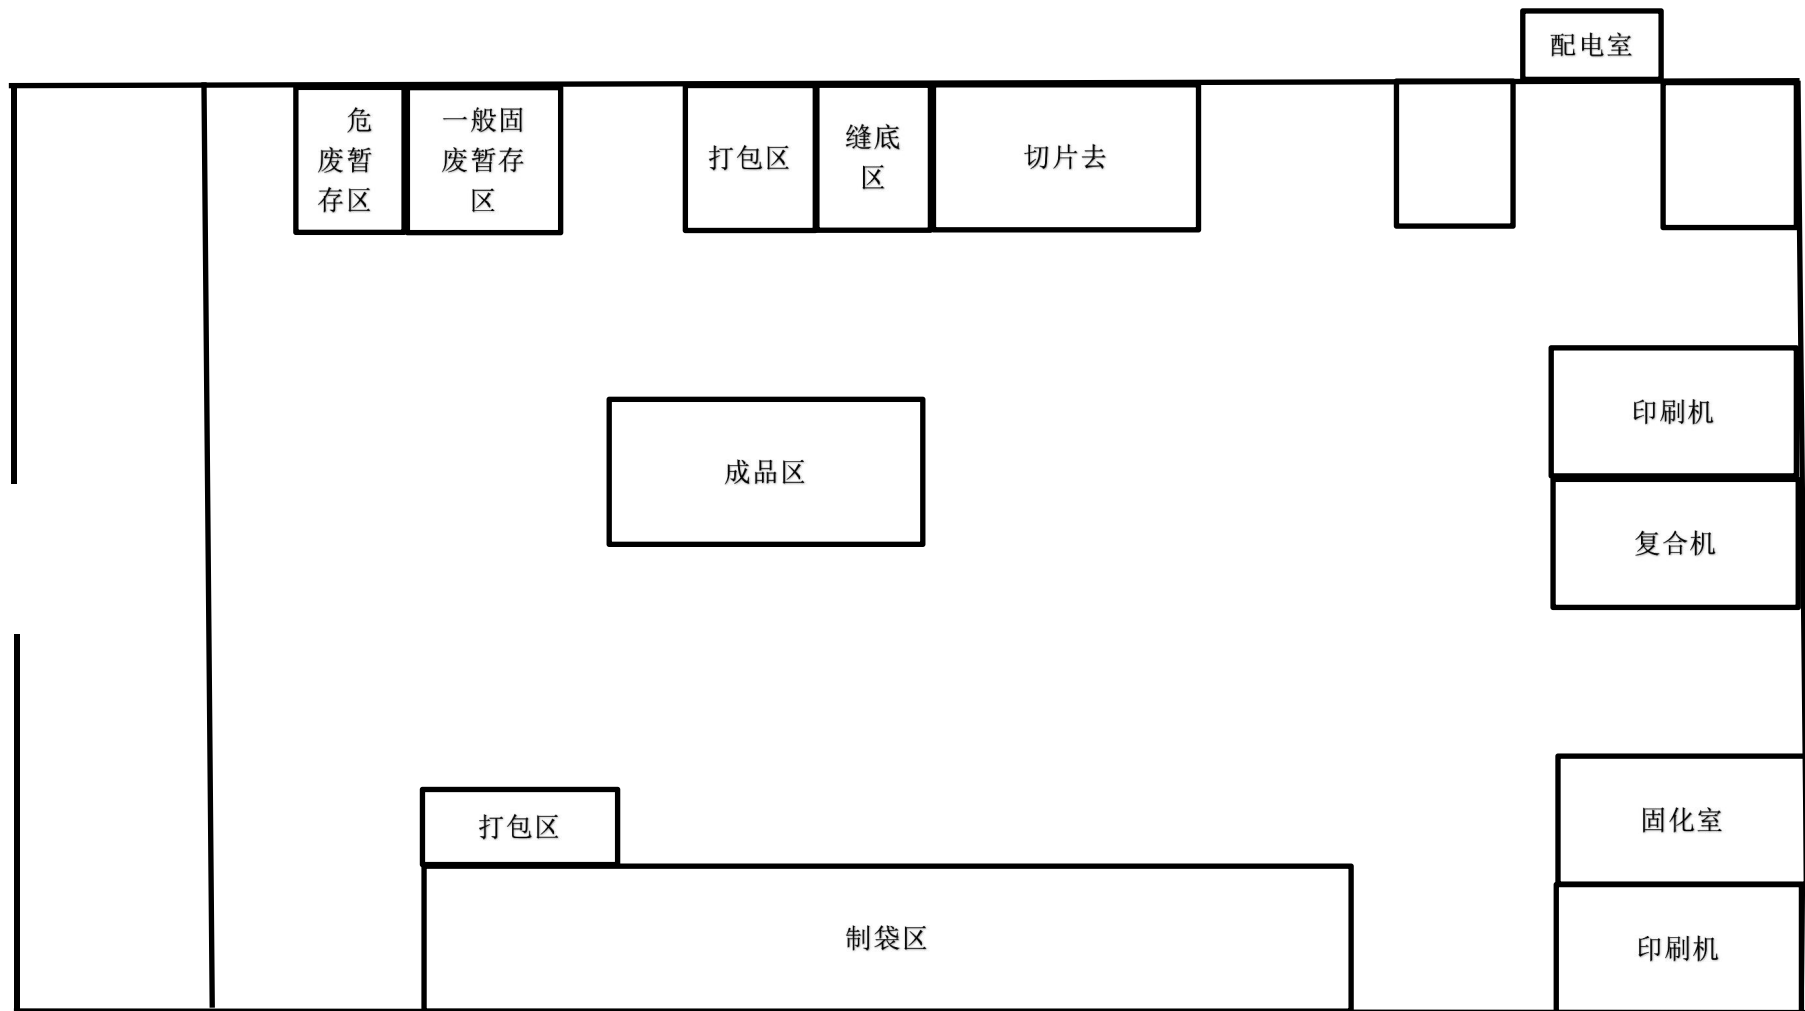 配电室
危
废暂
存区
一般固
废暂存
区
打包区
缝底
区
切片去
印刷机
成品区
复合机
打包区
固化室
制袋区
印刷机